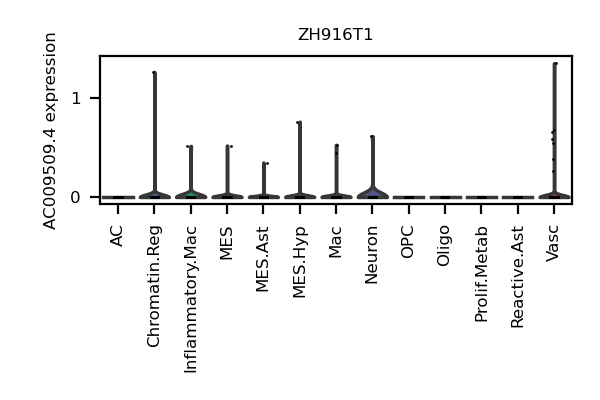 ZH916T1
AC009509.4 expression
1
0
AC
Chromatin.Reg
Inflammatory.Mac
MES
MES.Ast
MES.Hyp
Mac
Neuron
OPC
Oligo
Prolif.Metab
Reactive.Ast
Vasc